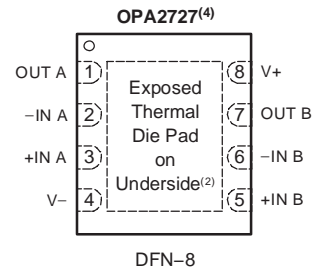 OPA2727(4)
OUT A 1 8 V+
−IN A 2 7 OUT B
+IN A 3 6 −IN B
V− 4 5 +IN B
Exposed
Thermal
Die Pad
on
Underside(2)
DFN−8